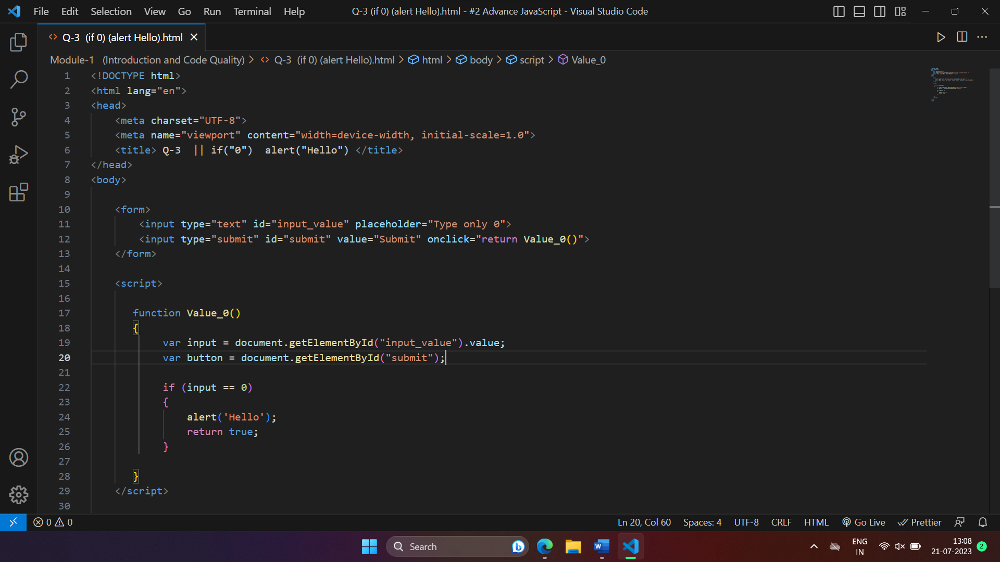 File Edit Selection View Go Run Terminal Help Q-3 (if 0) (alert Hello).html - #2 Advance JavaScript - Visual Studio Code
Q-3 (if 0) (alert Hello).html
Module-1 (Introduction and Code Quality) > Q-3 (if 0) (alert Hello).html > html > body > script > Value_0
1 <!DOCTYPE html>
2 <html lang="en">
3 <head>
4 <meta charset="UTF-8">
5 <meta name="viewport" content="width=device-width, initial-scale=1.0">
6 <title> Q-3 || if("0") alert("Hello") </title>
7 </head>
8 <body>
9
10 <form>
11 <input type="text" id="input_value" placeholder="Type only 0">
12 <input type="submit" id="submit" value="Submit" onclick="return Value_0()">
13 </form>
14
15 <script>
16
17 function Value_0()
18 {
19 var input = document.getElementById("input_value").value;
20 var button = document.getElementById("submit");
21
22 if (input == 0)
23 {
24 alert('Hello');
25 return true;
26 }
27
28 }
29 </script>
30
0 0 Ln 20, Col 60 Spaces: 4 UTF-8 CRLF HTML Go Live Prettier
Search
W
ENG
IN
13:08
21-07-2023
2